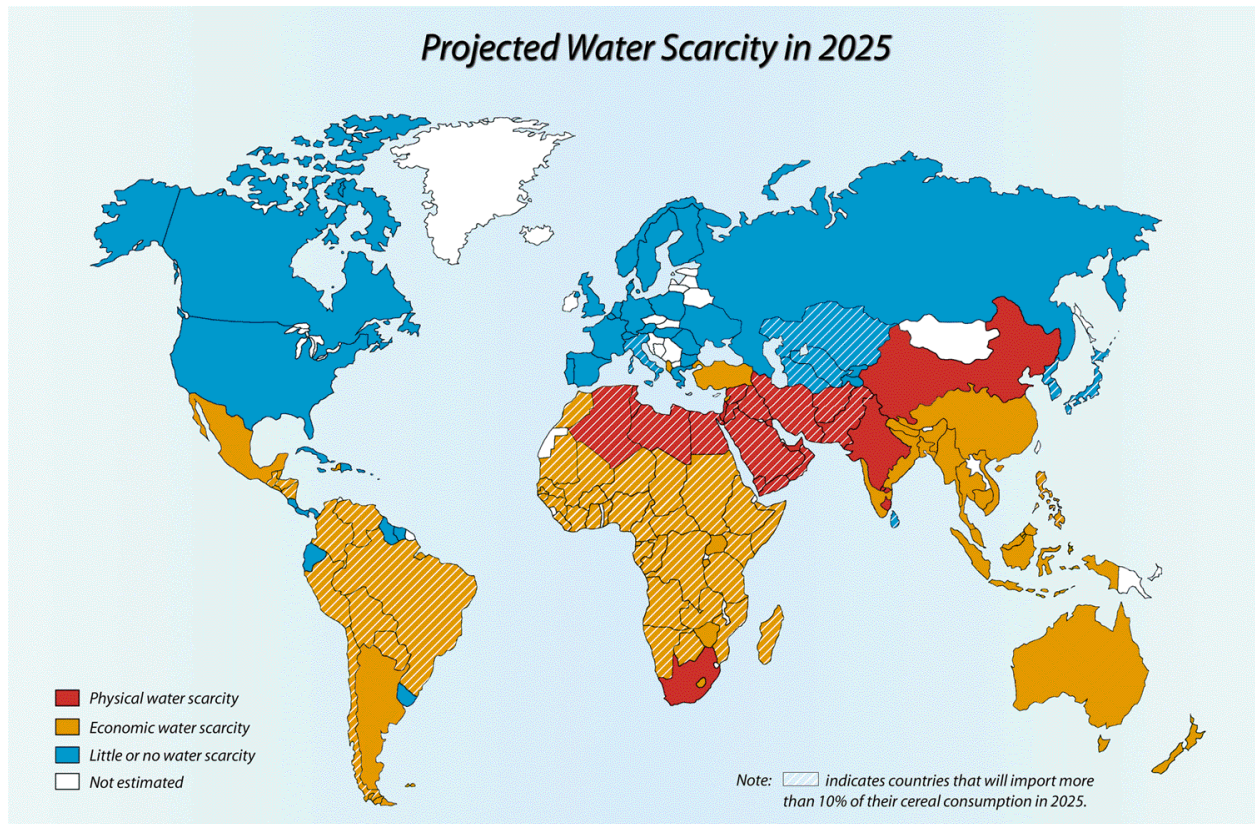 Projected Water Scarcity in 2025
Physical water scarcity
Economic water scarcity
Little or no water scarcity
Not estimated
Note: indicates countries that will import more
than 10% of their cereal consumption in 2025.